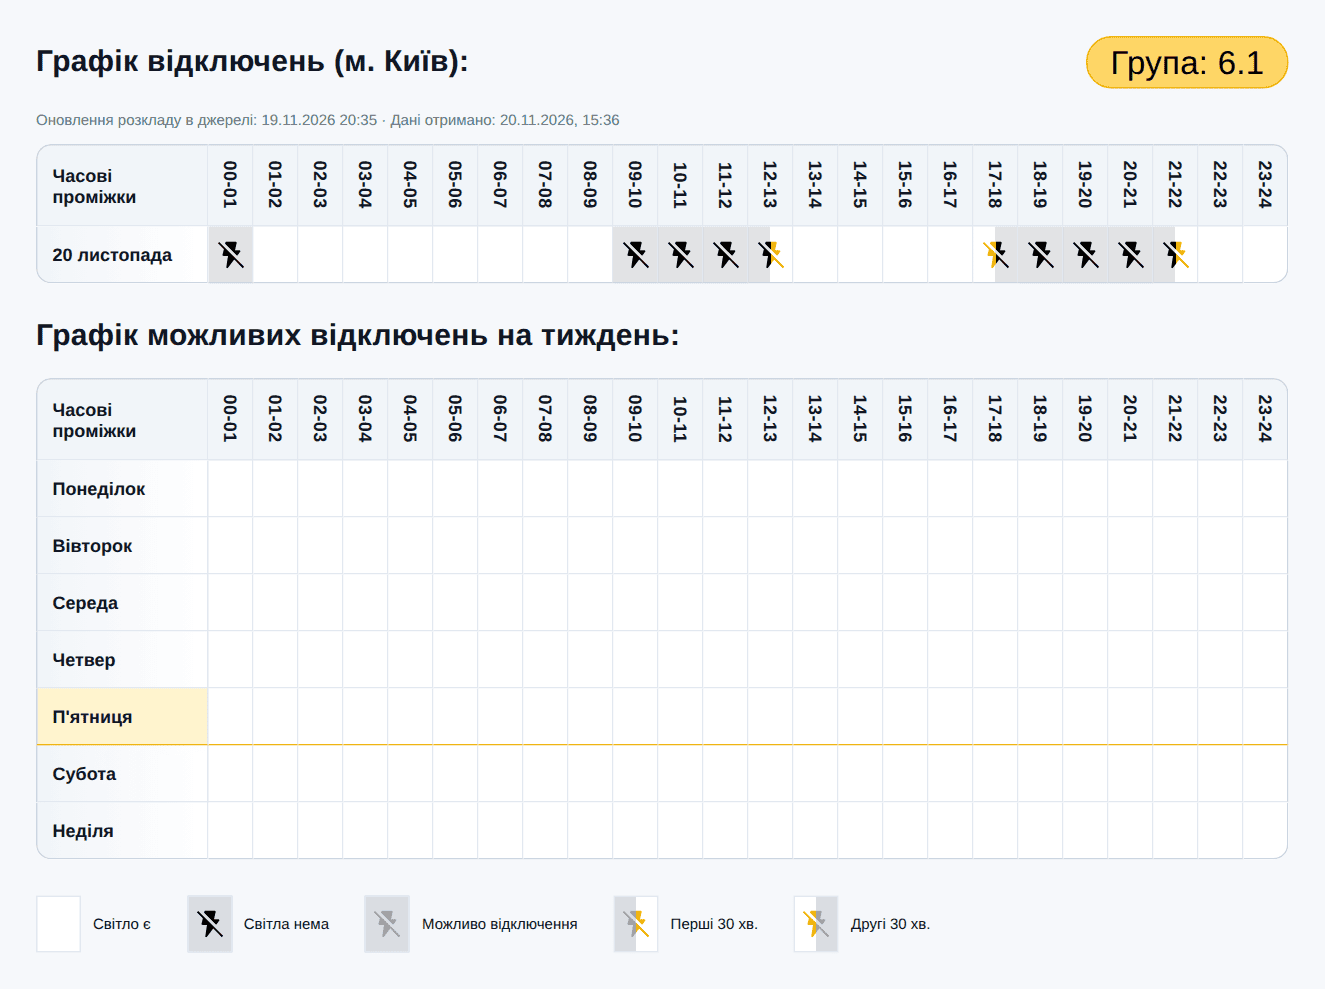 Графік відключень (м. Київ):
Група: 6.1
Оновлення розкладу в джерелі: 19.11.2026 20:35 · Дані отримано: 20.11.2026, 15:36
Часові проміжки 00-01 01-02 02-03 03-04 04-05 05-06 06-07 07-08 08-09 09-10 10-11 11-12 12-13 13-14 14-15 15-16 16-17 17-18 18-19 19-20 20-21 21-22 22-23 23-24
20 листопада
Графік можливих відключень на тиждень:
Часові проміжки 00-01 01-02 02-03 03-04 04-05 05-06 06-07 07-08 08-09 09-10 10-11 11-12 12-13 13-14 14-15 15-16 16-17 17-18 18-19 19-20 20-21 21-22 22-23 23-24
Понеділок
Вівторок
Середа
Четвер
П'ятниця
Субота
Неділя
Світло є Світла нема Можливо відключення Перші 30 хв. Другі 30 хв.